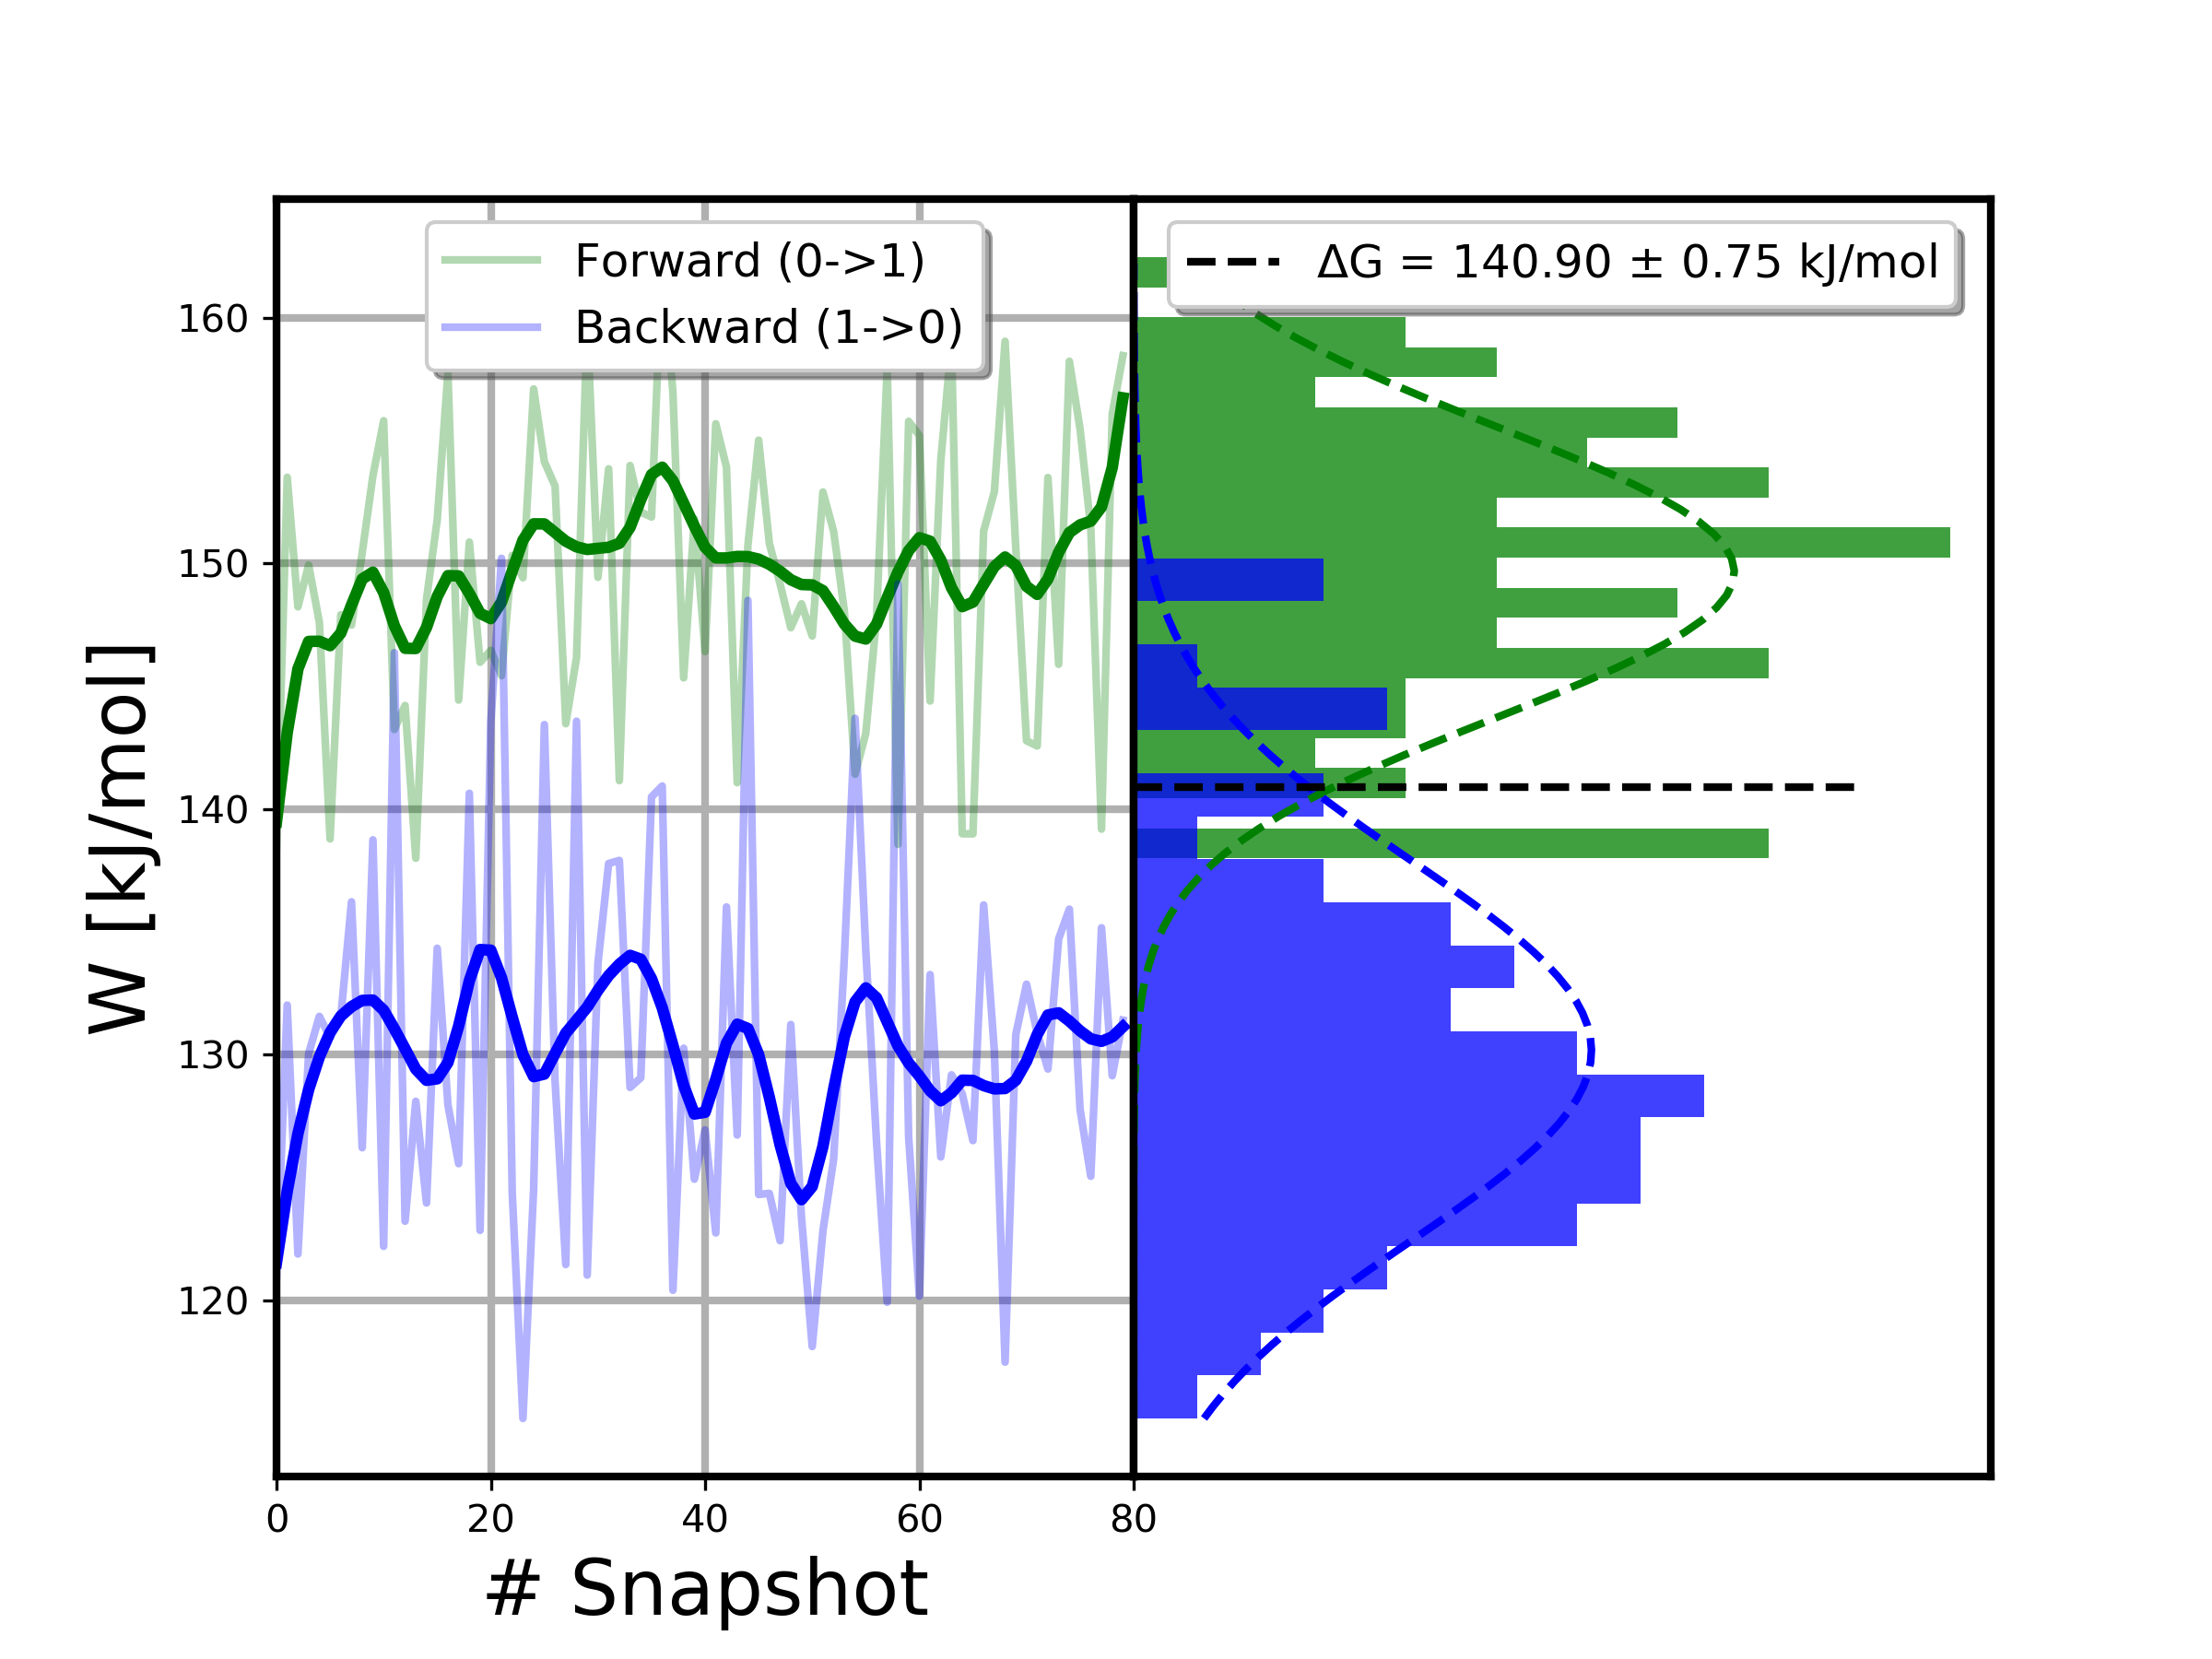 Forward (0->1)
Backward (1->0)
ΔG = 140.90 ± 0.75 kJ/mol
W [kJ/mol]
160
150
140
130
120
0 20 40 60 80
# Snapshot